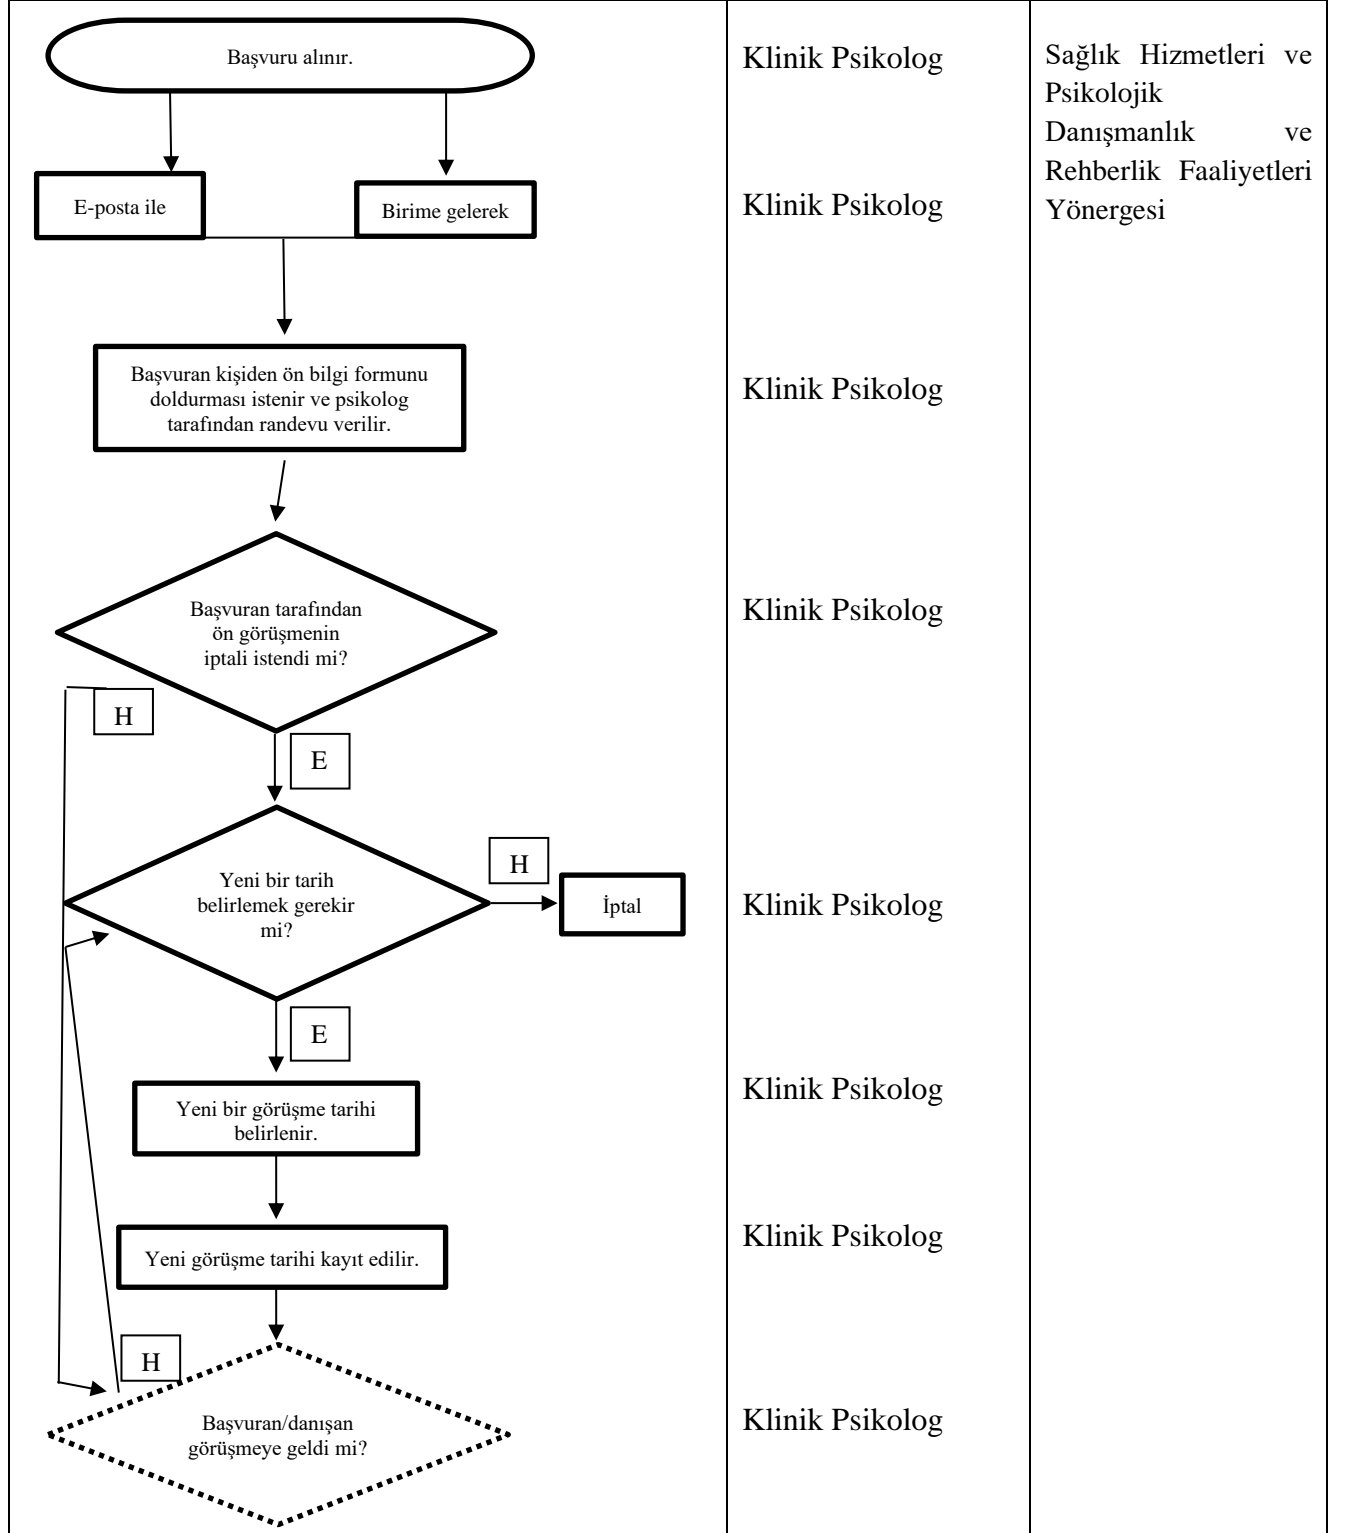 Başvuru alınır.
Klinik Psikolog
Sağlık Hizmetleri ve
Psikolojik
Danışmanlık ve
Rehberlik Faaliyetleri
Yönergesi
E-posta ile
Birime gelerek
Klinik Psikolog
Başvuran kişiden ön bilgi formunu
doldurması istenir ve psikolog
tarafından randevu verilir.
Klinik Psikolog
Başvuran tarafından
ön görüşmenin
iptali istendi mi?
Klinik Psikolog
H
E
Yeni bir tarih
belirlemek gerekir
mi?
H
İptal
Klinik Psikolog
E
Yeni bir görüşme tarihi
belirlenir.
Klinik Psikolog
Yeni görüşme tarihi kayıt edilir.
Klinik Psikolog
H
Başvuran/danışan
görüşmeye geldi mi?
Klinik Psikolog